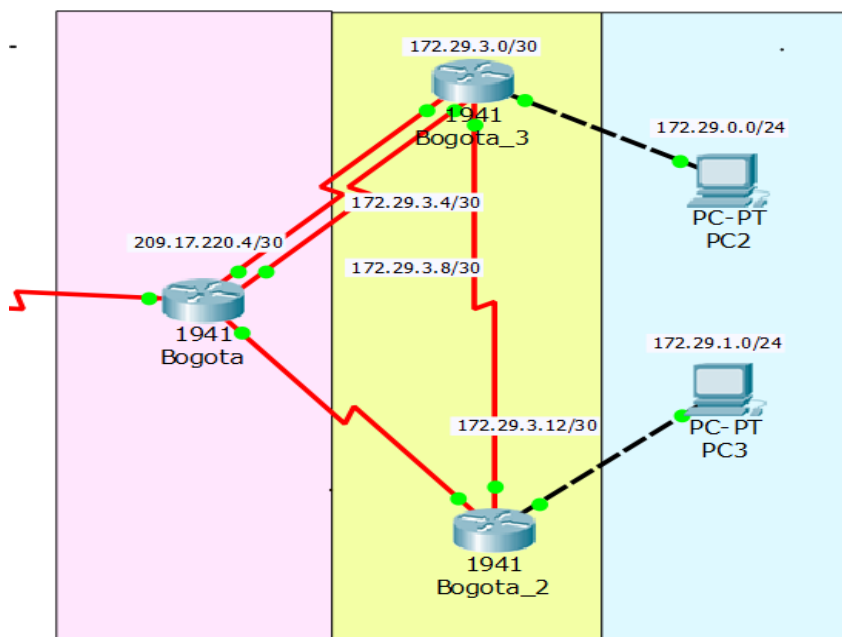 172.29.3.0/30
1941
Bogota_3
172.29.0.0/24
PC-PT
PC2
172.29.3.4/30
209.17.220.4/30
172.29.3.8/30
1941
Bogota
172.29.1.0/24
PC-PT
PC3
172.29.3.12/30
1941
Bogota_2